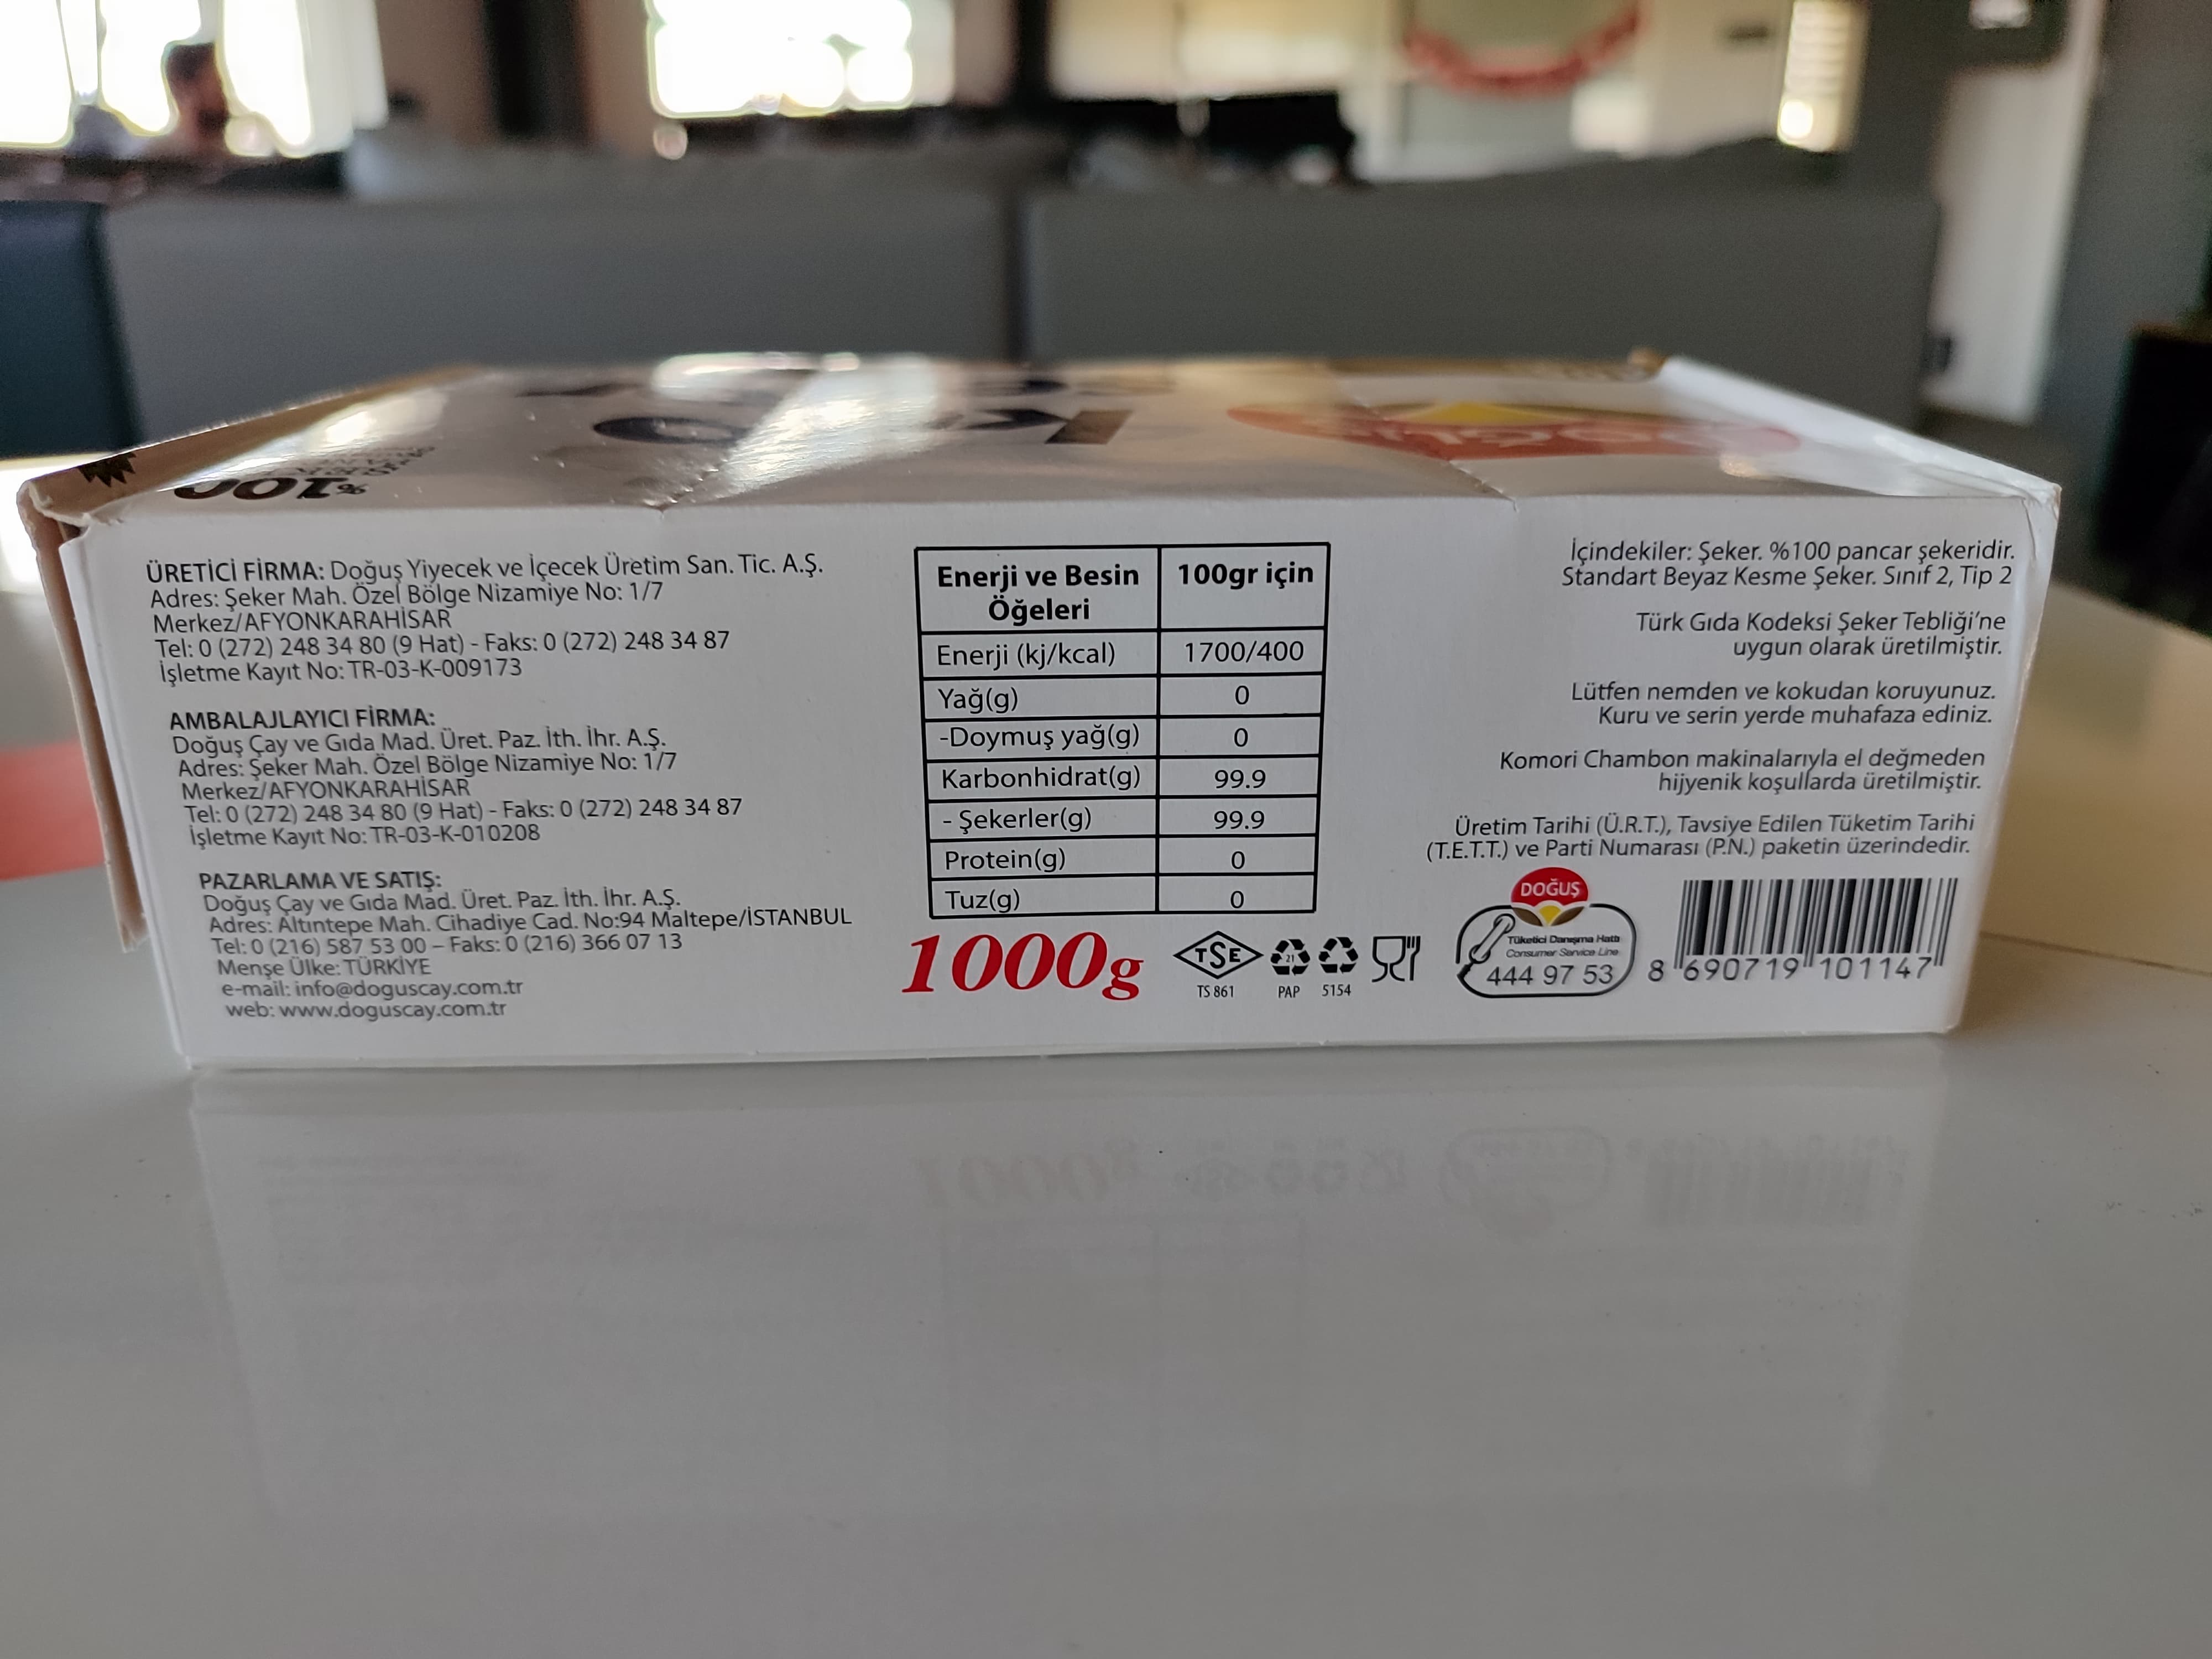 %100
ÜRETİCİ FİRMA: Doğuş Yiyecek ve İçecek Üretim San. Tic. A.Ş.
Adres: Şeker Mah. Özel Bölge Nizamiye No: 1/7
Merkez/AFYONKARAHİSAR
Tel: 0 (272) 248 34 80 (9 Hat) - Faks: 0 (272) 248 34 87
İşletme Kayıt No: TR-03-K-009173
AMBALAJLAYICI FİRMA:
Doğuş Çay ve Gıda Mad. Üret. Paz. İth. İhr. A.Ş.
Adres: Şeker Mah. Özel Bölge Nizamiye No: 1/7
Merkez/AFYONKARAHİSAR
Tel: 0 (272) 248 34 80 (9 Hat) - Faks: 0 (272) 248 34 87
İşletme Kayıt No: TR-03-K-010208
PAZARLAMA VE SATIŞ:
Doğuş Çay ve Gıda Mad. Üret. Paz. İth. İhr. A.Ş.
Adres: Altıntepe Mah. Cihadiye Cad. No:94 Maltepe/İSTANBUL
Tel: 0 (216) 587 53 00 – Faks: 0 (216) 366 07 13
Menşe Ülke: TÜRKİYE
e-mail: info@doguscay.com.tr
web: www.doguscay.com.tr
Enerji ve Besin Öğeleri 100gr için
Enerji (kj/kcal) 1700/400
Yağ(g) 0
-Doymuş yağ(g) 0
Karbonhidrat(g) 99.9
- Şekerler(g) 99.9
Protein(g) 0
Tuz(g) 0
1000g
TSE
TS 861
21
PAP
5154
İçindekiler: Şeker. %100 pancar şekeridir.
Standart Beyaz Kesme Şeker. Sınıf 2, Tip 2
Türk Gıda Kodeksi Şeker Tebliği'ne
uygun olarak üretilmiştir.
Lütfen nemden ve kokudan koruyunuz.
Kuru ve serin yerde muhafaza ediniz.
Komori Chambon makinalarıyla el değmeden
hijyenik koşullarda üretilmiştir.
Üretim Tarihi (Ü.R.T.), Tavsiye Edilen Tüketim Tarihi
(T.E.T.T.) ve Parti Numarası (P.N.) paketin üzerindedir.
DOĞUŞ
Tüketici Danışma Hattı
Consumer Service Line
444 97 53
8 690719 101147